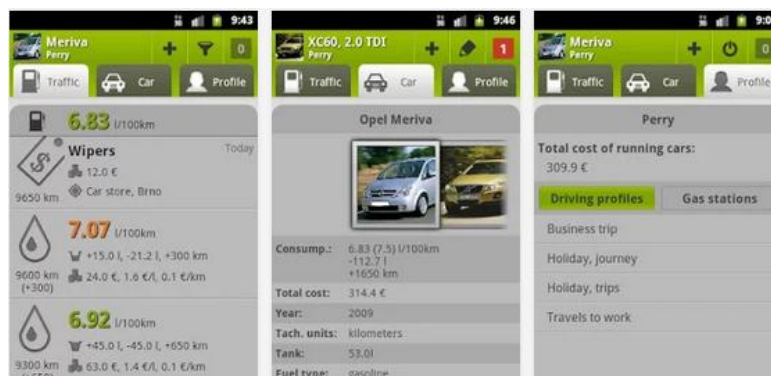 9:43
Meriva
Perry
0
Traffic
Car
Profile
6.83 l/100km
Wipers
Today
12.0 €
Car store, Brno
9650 km
7.07 l/100km
+15.0 l, -21.2 l, +300 km
9600 km
(+300)
24.0 €, 1.6 €/l, 0.1 €/km
6.92 l/100km
+45.0 l, -45.0 l, +650 km
9300 km
63.0 €, 1.4 €/l, 0.1 €/km
(+650)
9:46
XC60, 2.0 TDI
Perry
1
Traffic
Car
Profile
Opel Meriva
Consump.: 6.83 (7.5) l/100km
-112.7 l
+1650 km
Total cost: 314.4 €
Year: 2009
Tach. units: kilometers
Tank: 53.0l
Fuel type: gasoline
Meriva
Perry
0
Traffic
Car
Profile
Perry
Total cost of running cars:
309.9 €
Driving profiles
Gas stations
Business trip
Holiday, journey
Holiday, trips
Travels to work